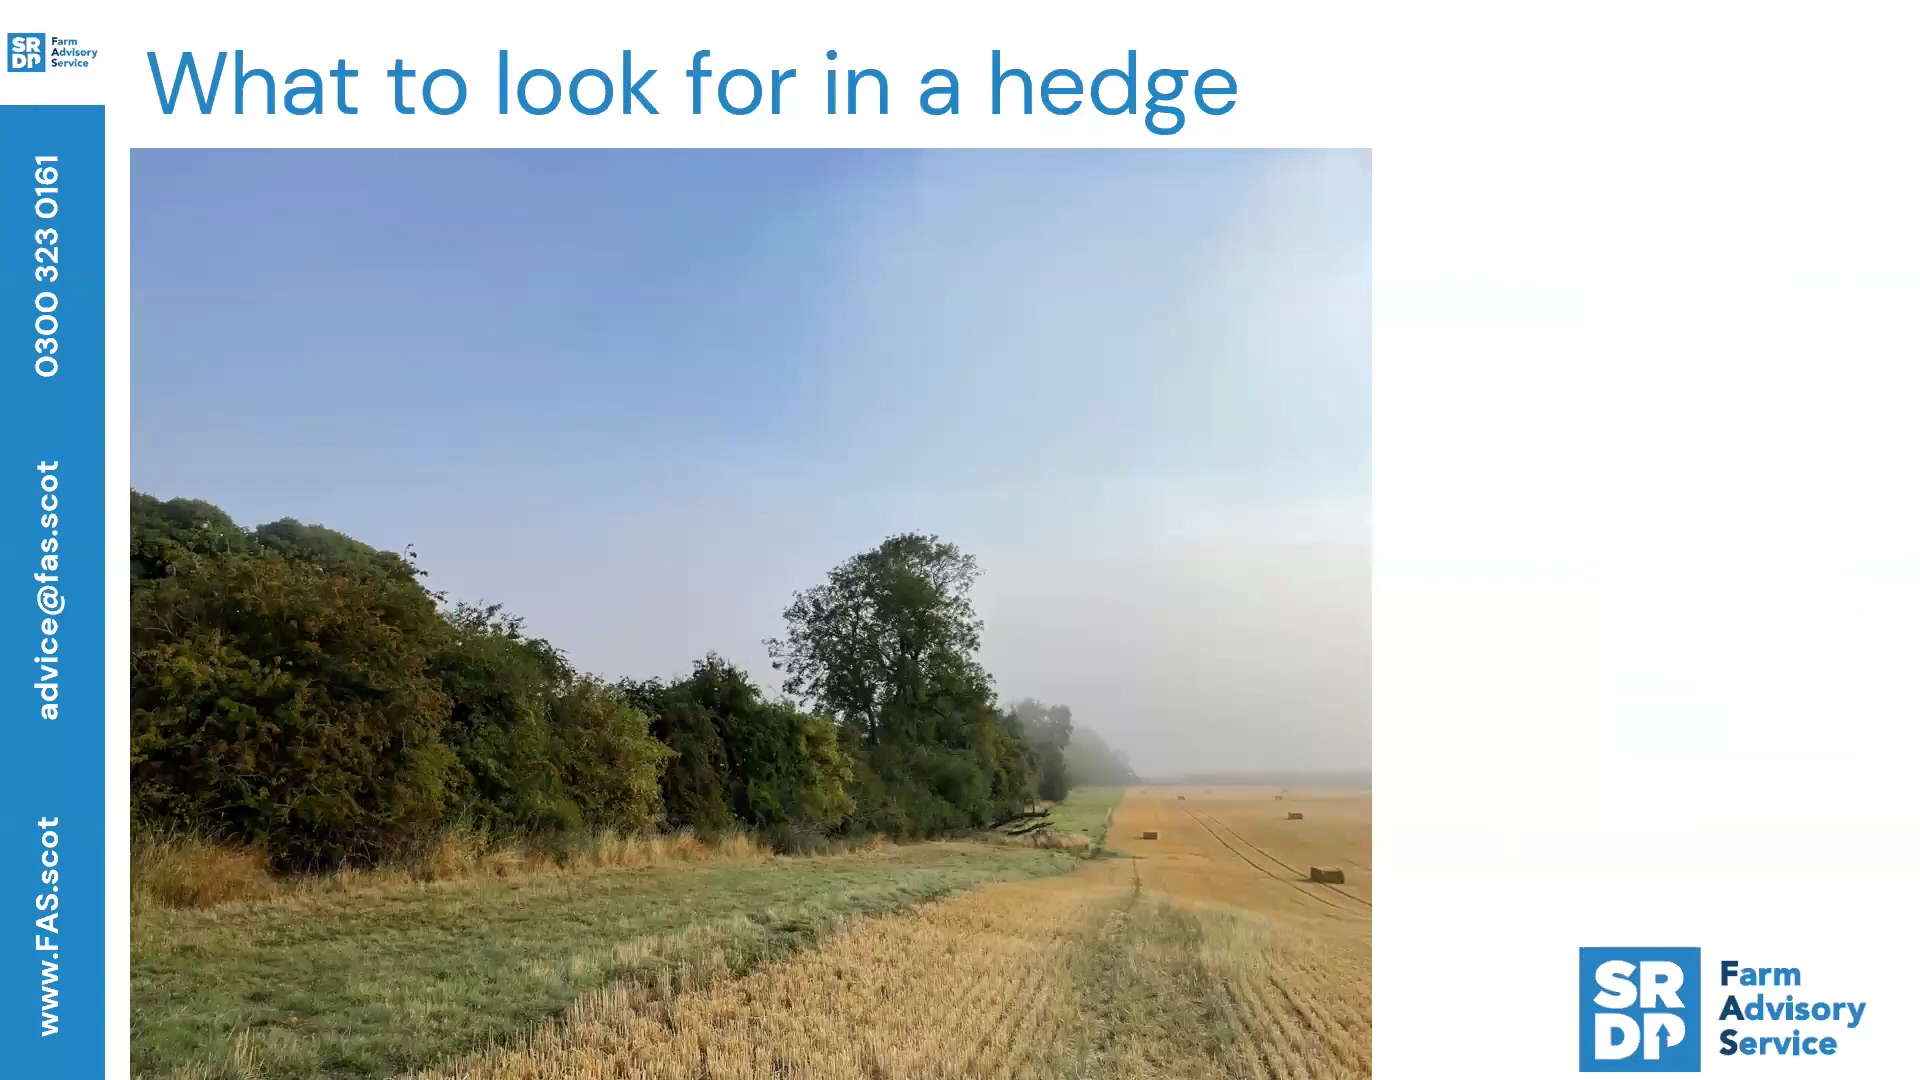 SR
DP
Farm
Advisory
Service
What to look for in a hedge
0300 323 0161
advice@fas.scot
www.FAS.scot
SR
DP
Farm
Advisory
Service